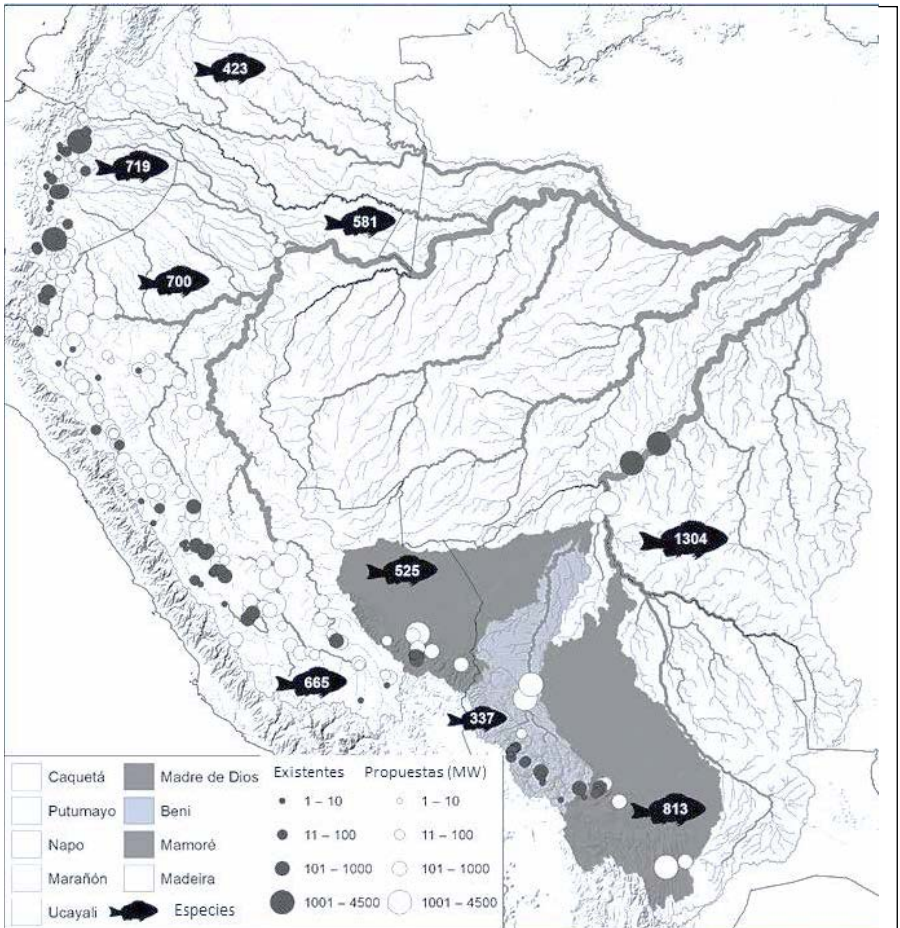 423
719
581
700
1304
525
665
337
813
Caquetá
Putumayo
Napo
Marañón
Ucayali
Madre de Dios
Beni
Mamoré
Madeira
Especies
Existentes Propuestas (MW)
1 – 10 1 – 10
11 – 100 11 – 100
101 – 1000 101 – 1000
1001 – 4500 1001 – 4500